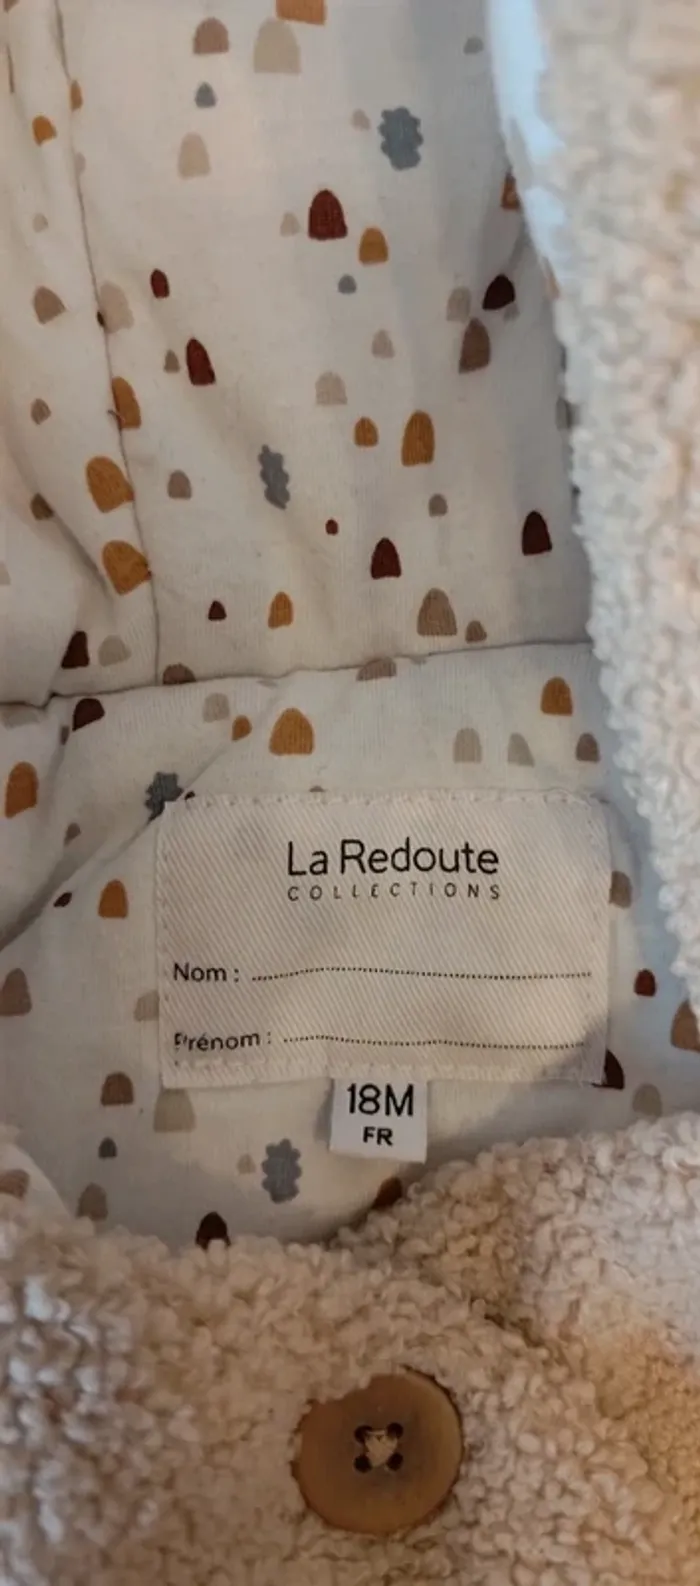 La Redoute
COLLECTIONS
Nom :
Prénom :
18M
FR